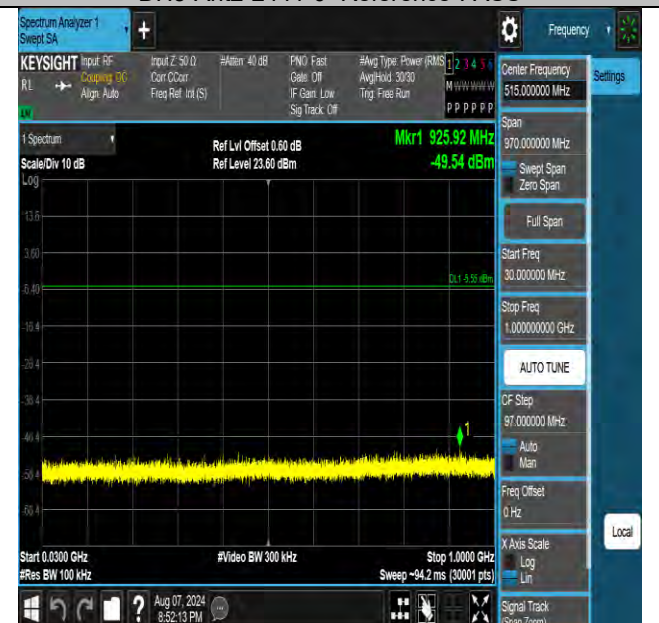 Spectrum Analyzer 1
Swept SA
+
Frequency
KEYSIGHT
RL
Input: RF
Coupling: DC
Align: Auto
Input Z: 50 Ω
Corr CCorr
Freq Ref: Int (S)
#Atten: 40 dB
PNO: Fast
Gate: Off
IF Gain: Low
Sig Track: Off
#Avg Type: Power (RMS
Avg|Hold: 30/30
Trig: Free Run
1 2 3 4 5 6
M W W W W W
P P P P P P
1 Spectrum
Scale/Div 10 dB
Log
Ref Lvl Offset 0.60 dB
Ref Level 23.60 dBm
Mkr1 925.92 MHz
-49.54 dBm
13.6
3.60
DL1 -5.55 dBm
-6.40
-16.4
-26.4
-36.4
-46.4
1
-56.4
-66.4
Start 0.0300 GHz
#Res BW 100 kHz
#Video BW 300 kHz
Stop 1.0000 GHz
Sweep ~94.2 ms (30001 pts)
Aug 07, 2024
8:52:13 PM
?
Center Frequency
515.000000 MHz
Settings
Span
970.000000 MHz
Swept Span
Zero Span
Full Span
Start Freq
30.000000 MHz
Stop Freq
1.000000000 GHz
AUTO TUNE
CF Step
97.000000 MHz
Auto
Man
Freq Offset
0 Hz
X Axis Scale
Log
Lin
Local
Signal Track
(Span Zoom)